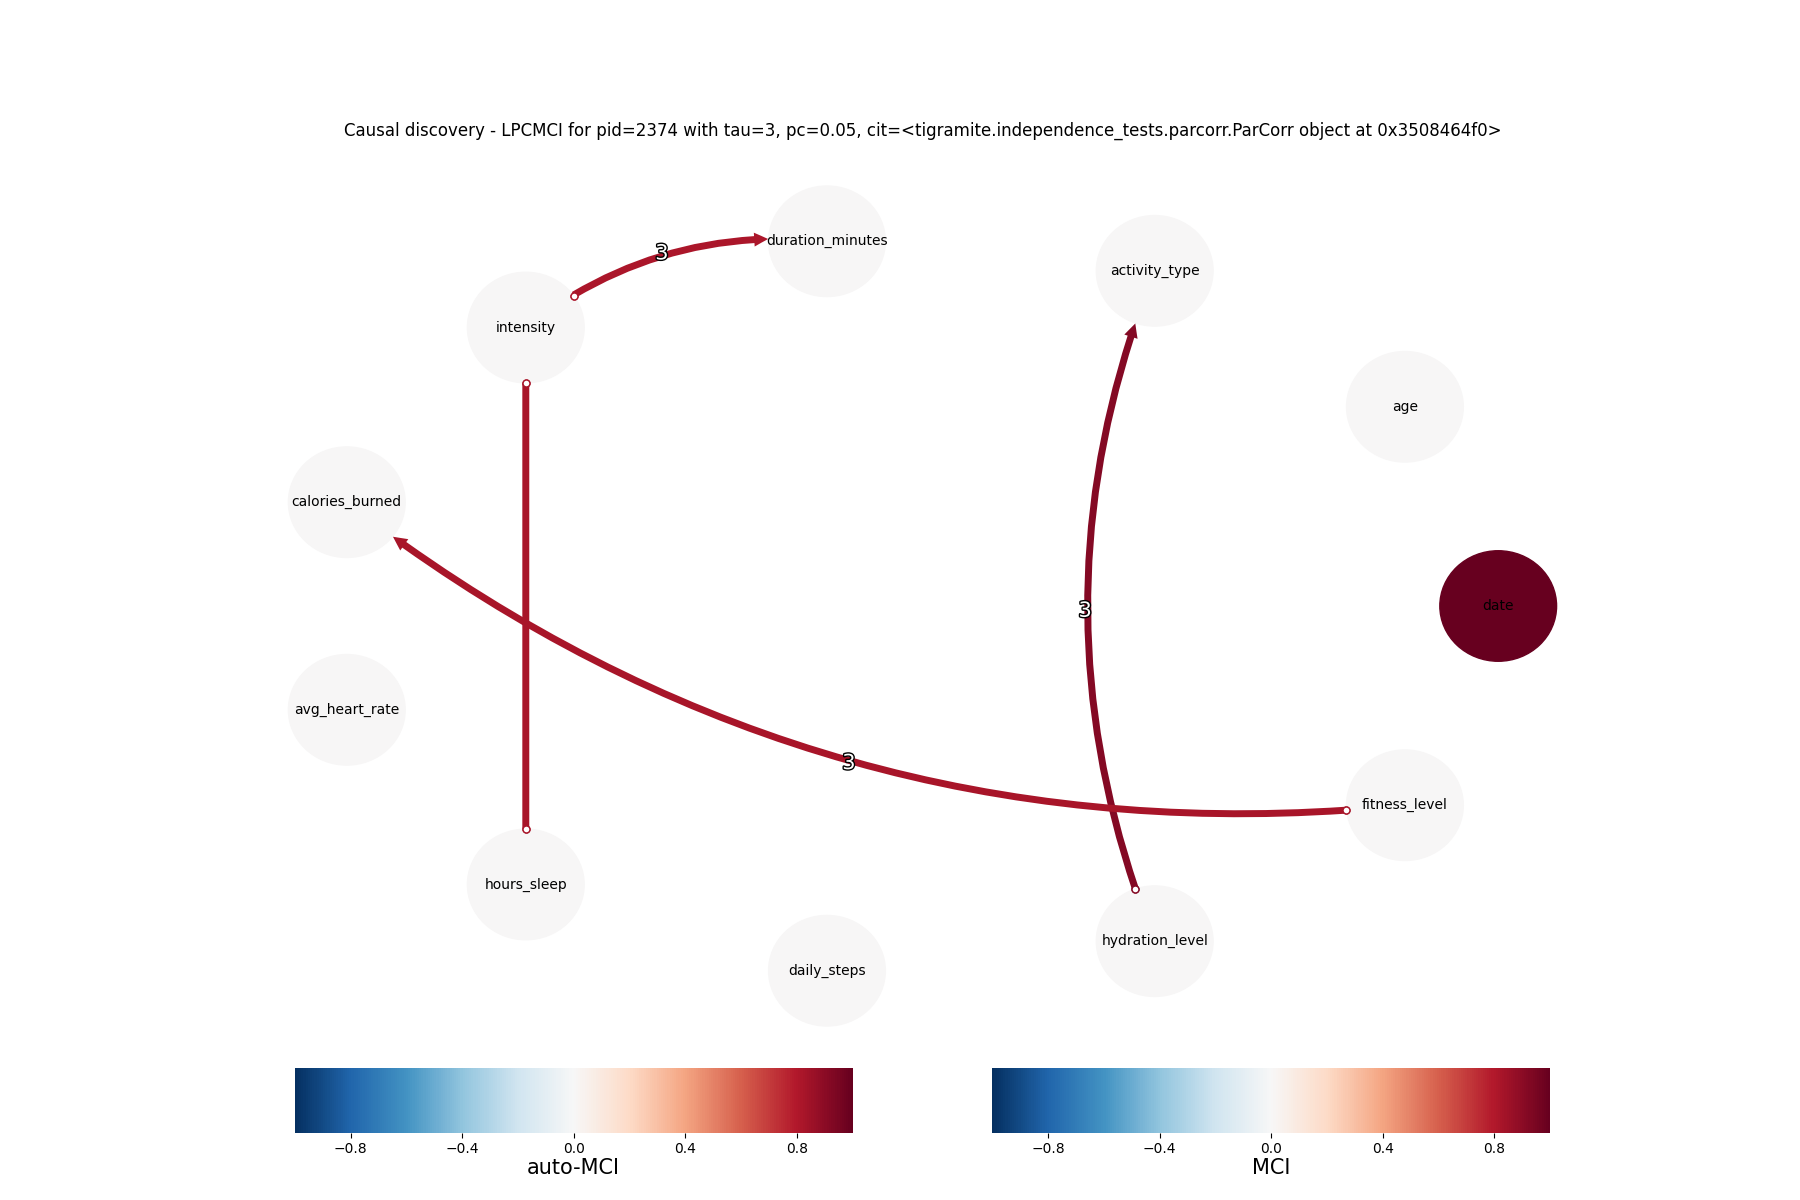 Causal discovery - LPCMCI for pid=2374 with tau=3, pc=0.05, cit=<tigramite.independence_tests.parcorr.ParCorr object at 0x3508464f0>
duration_minutes
3
activity_type
intensity
age
calories_burned
date
3
avg_heart_rate
3
fitness_level
hours_sleep
hydration_level
daily_steps
−0.8 −0.4 0.0 0.4 0.8
auto-MCI
−0.8 −0.4 0.0 0.4 0.8
MCI